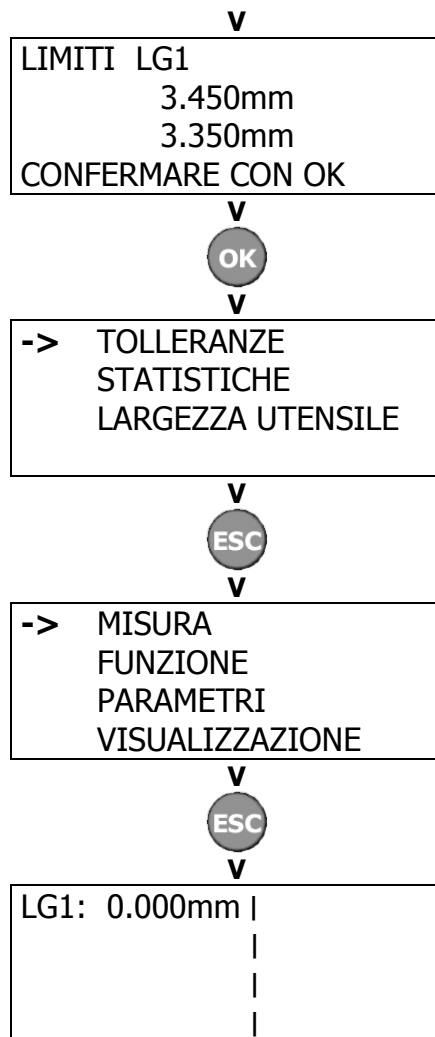 v
LIMITI LG1
3.450mm
3.350mm
CONFERMARE CON OK
v
OK
v
-> TOLLERANZE
STATISTICHE
LARGEZZA UTENSILE
v
ESC
v
-> MISURA
FUNZIONE
PARAMETRI
VISUALIZZAZIONE
v
ESC
v
LG1: 0.000mm |
|
|
|